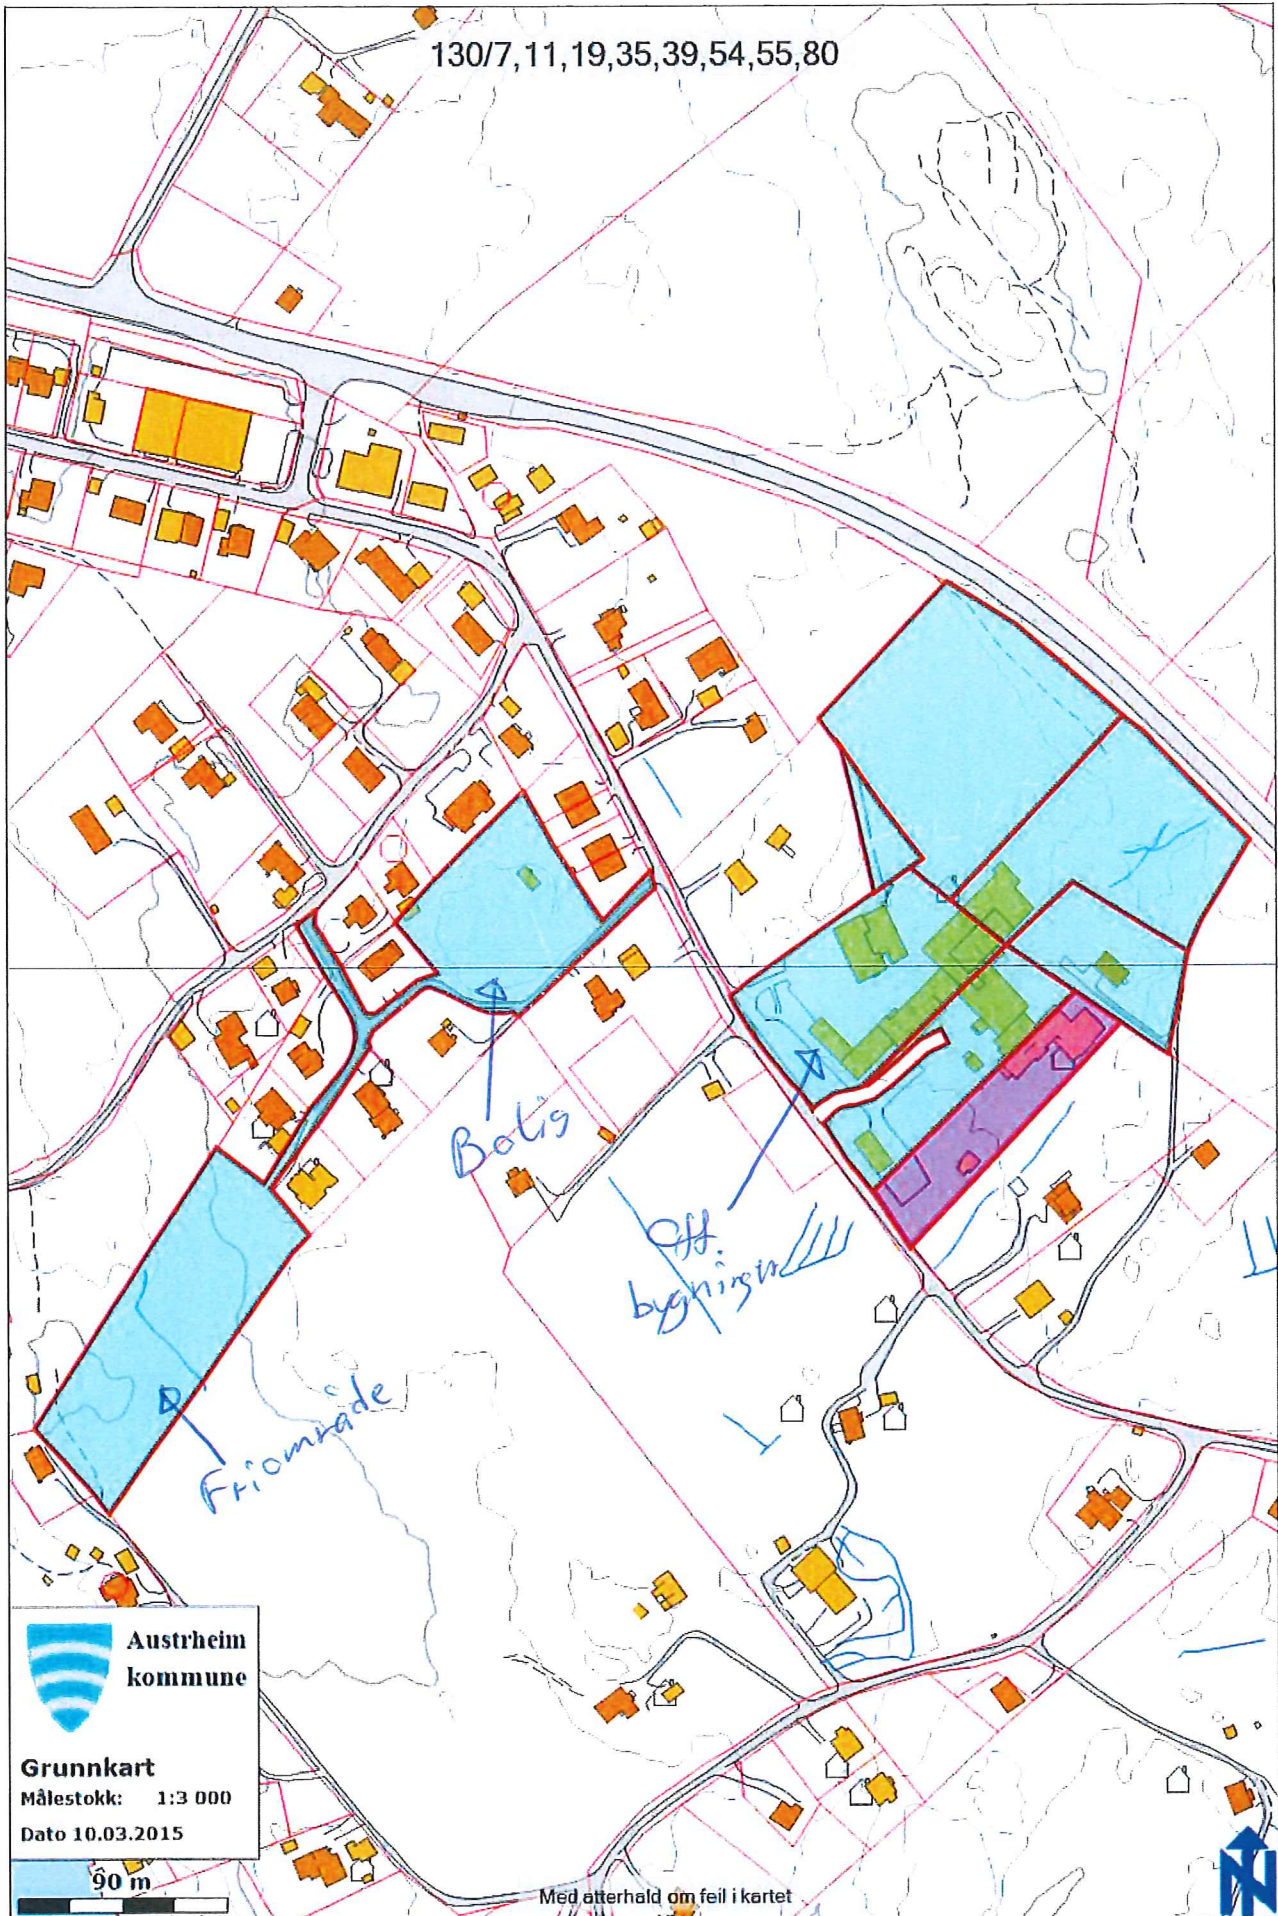 130/7,11,19,35,39,54,55,80
Bolig
Off.
bygninger
Friområde
Austrheim
kommune
Grunnkart
Målestokk: 1:3 000
Dato 10.03.2015
90 m
Med atterhald om feil i kartet
N